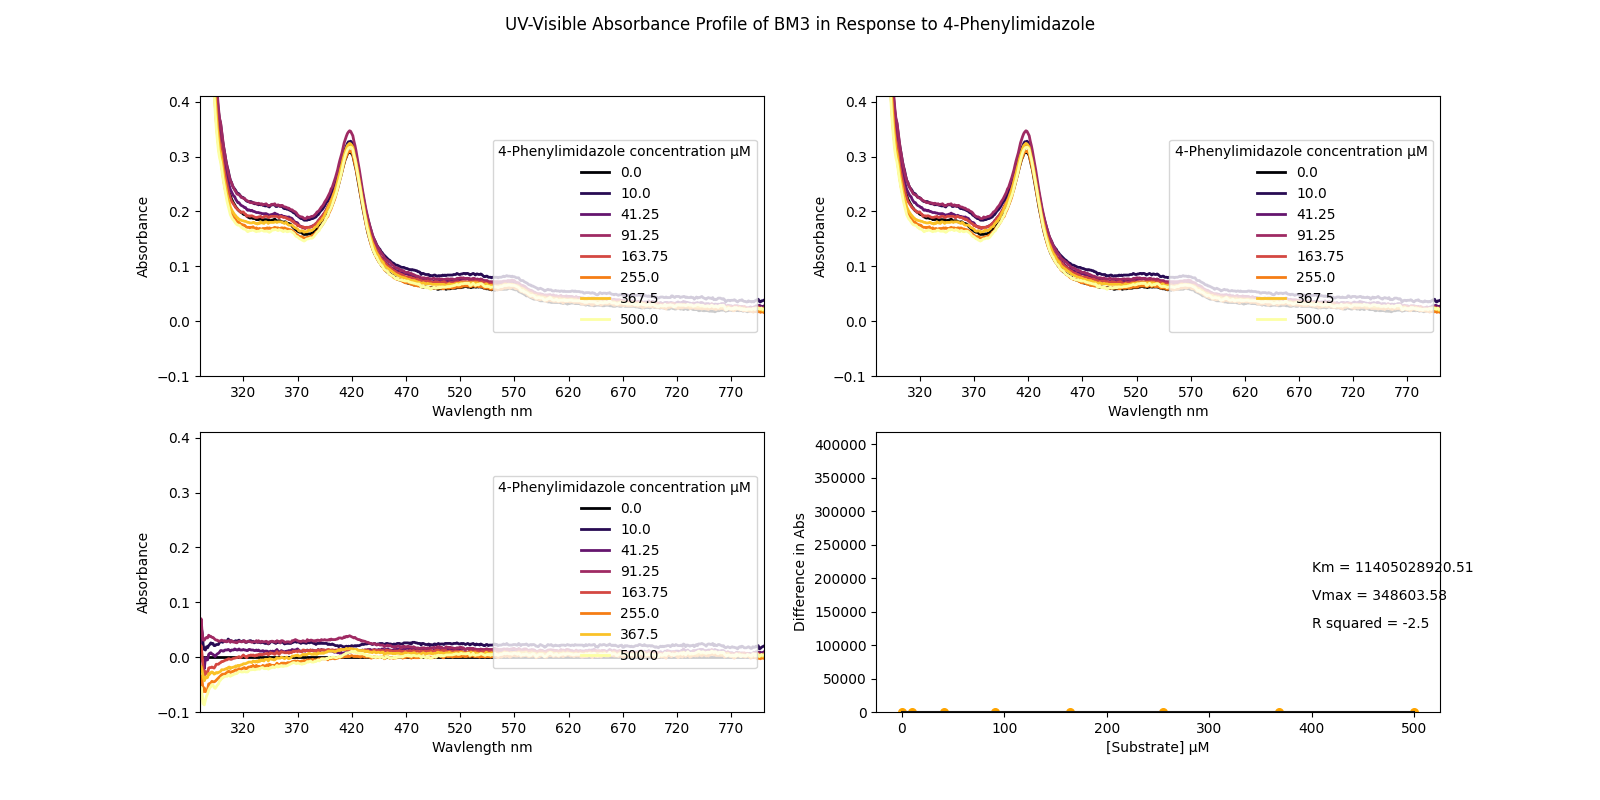 UV-Visible Absorbance Profile of BM3 in Response to 4-Phenylimidazole
0.4
0.3
0.2
0.1
0.0
−0.1
Absorbance
4-Phenylimidazole concentration μM
0.0
10.0
41.25
91.25
163.75
255.0
367.5
500.0
320 370 420 470 520 570 620 670 720 770
Wavlength nm
0.4
0.3
0.2
0.1
0.0
−0.1
Absorbance
4-Phenylimidazole concentration μM
0.0
10.0
41.25
91.25
163.75
255.0
367.5
500.0
320 370 420 470 520 570 620 670 720 770
Wavlength nm
0.4
0.3
0.2
0.1
0.0
−0.1
Absorbance
4-Phenylimidazole concentration μM
0.0
10.0
41.25
91.25
163.75
255.0
367.5
500.0
320 370 420 470 520 570 620 670 720 770
Wavlength nm
400000
350000
300000
250000
200000
150000
100000
50000
0
Difference in Abs
Km = 11405028920.51
Vmax = 348603.58
R squared = -2.5
0 100 200 300 400 500
[Substrate] μM